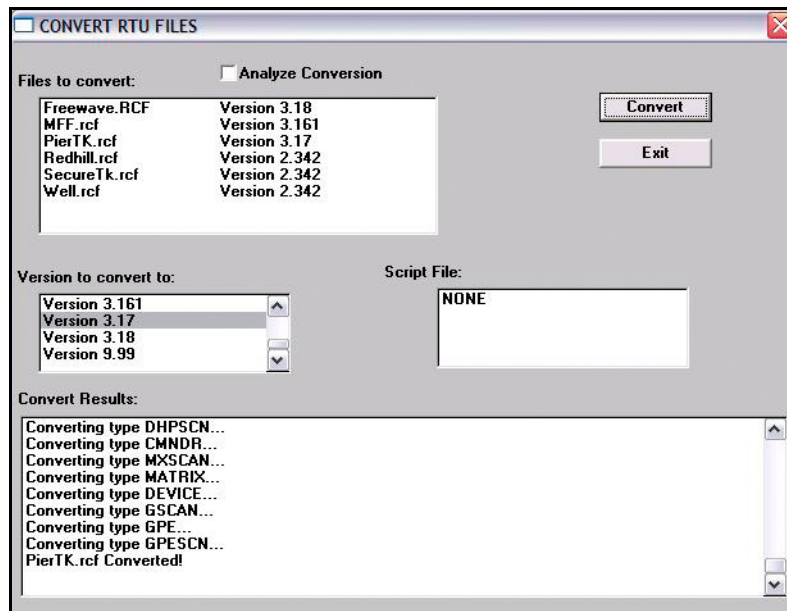 CONVERT RTU FILES
Analyze Conversion
Files to convert:
Freewave.RCF Version 3.18
MFF.rcf Version 3.161
PierTK.rcf Version 3.17
Redhill.rcf Version 2.342
SecureTk.rcf Version 2.342
Well.rcf Version 2.342
Convert
Exit
Version to convert to:
Version 3.161
Version 3.17
Version 3.18
Version 9.99
Script File:
NONE
Convert Results:
Converting type DHPSCN...
Converting type CMNDR...
Converting type MXSCAN...
Converting type MATRIX...
Converting type DEVICE...
Converting type GSCAN...
Converting type GPE...
Converting type GPESCN...
PierTK.rcf Converted!